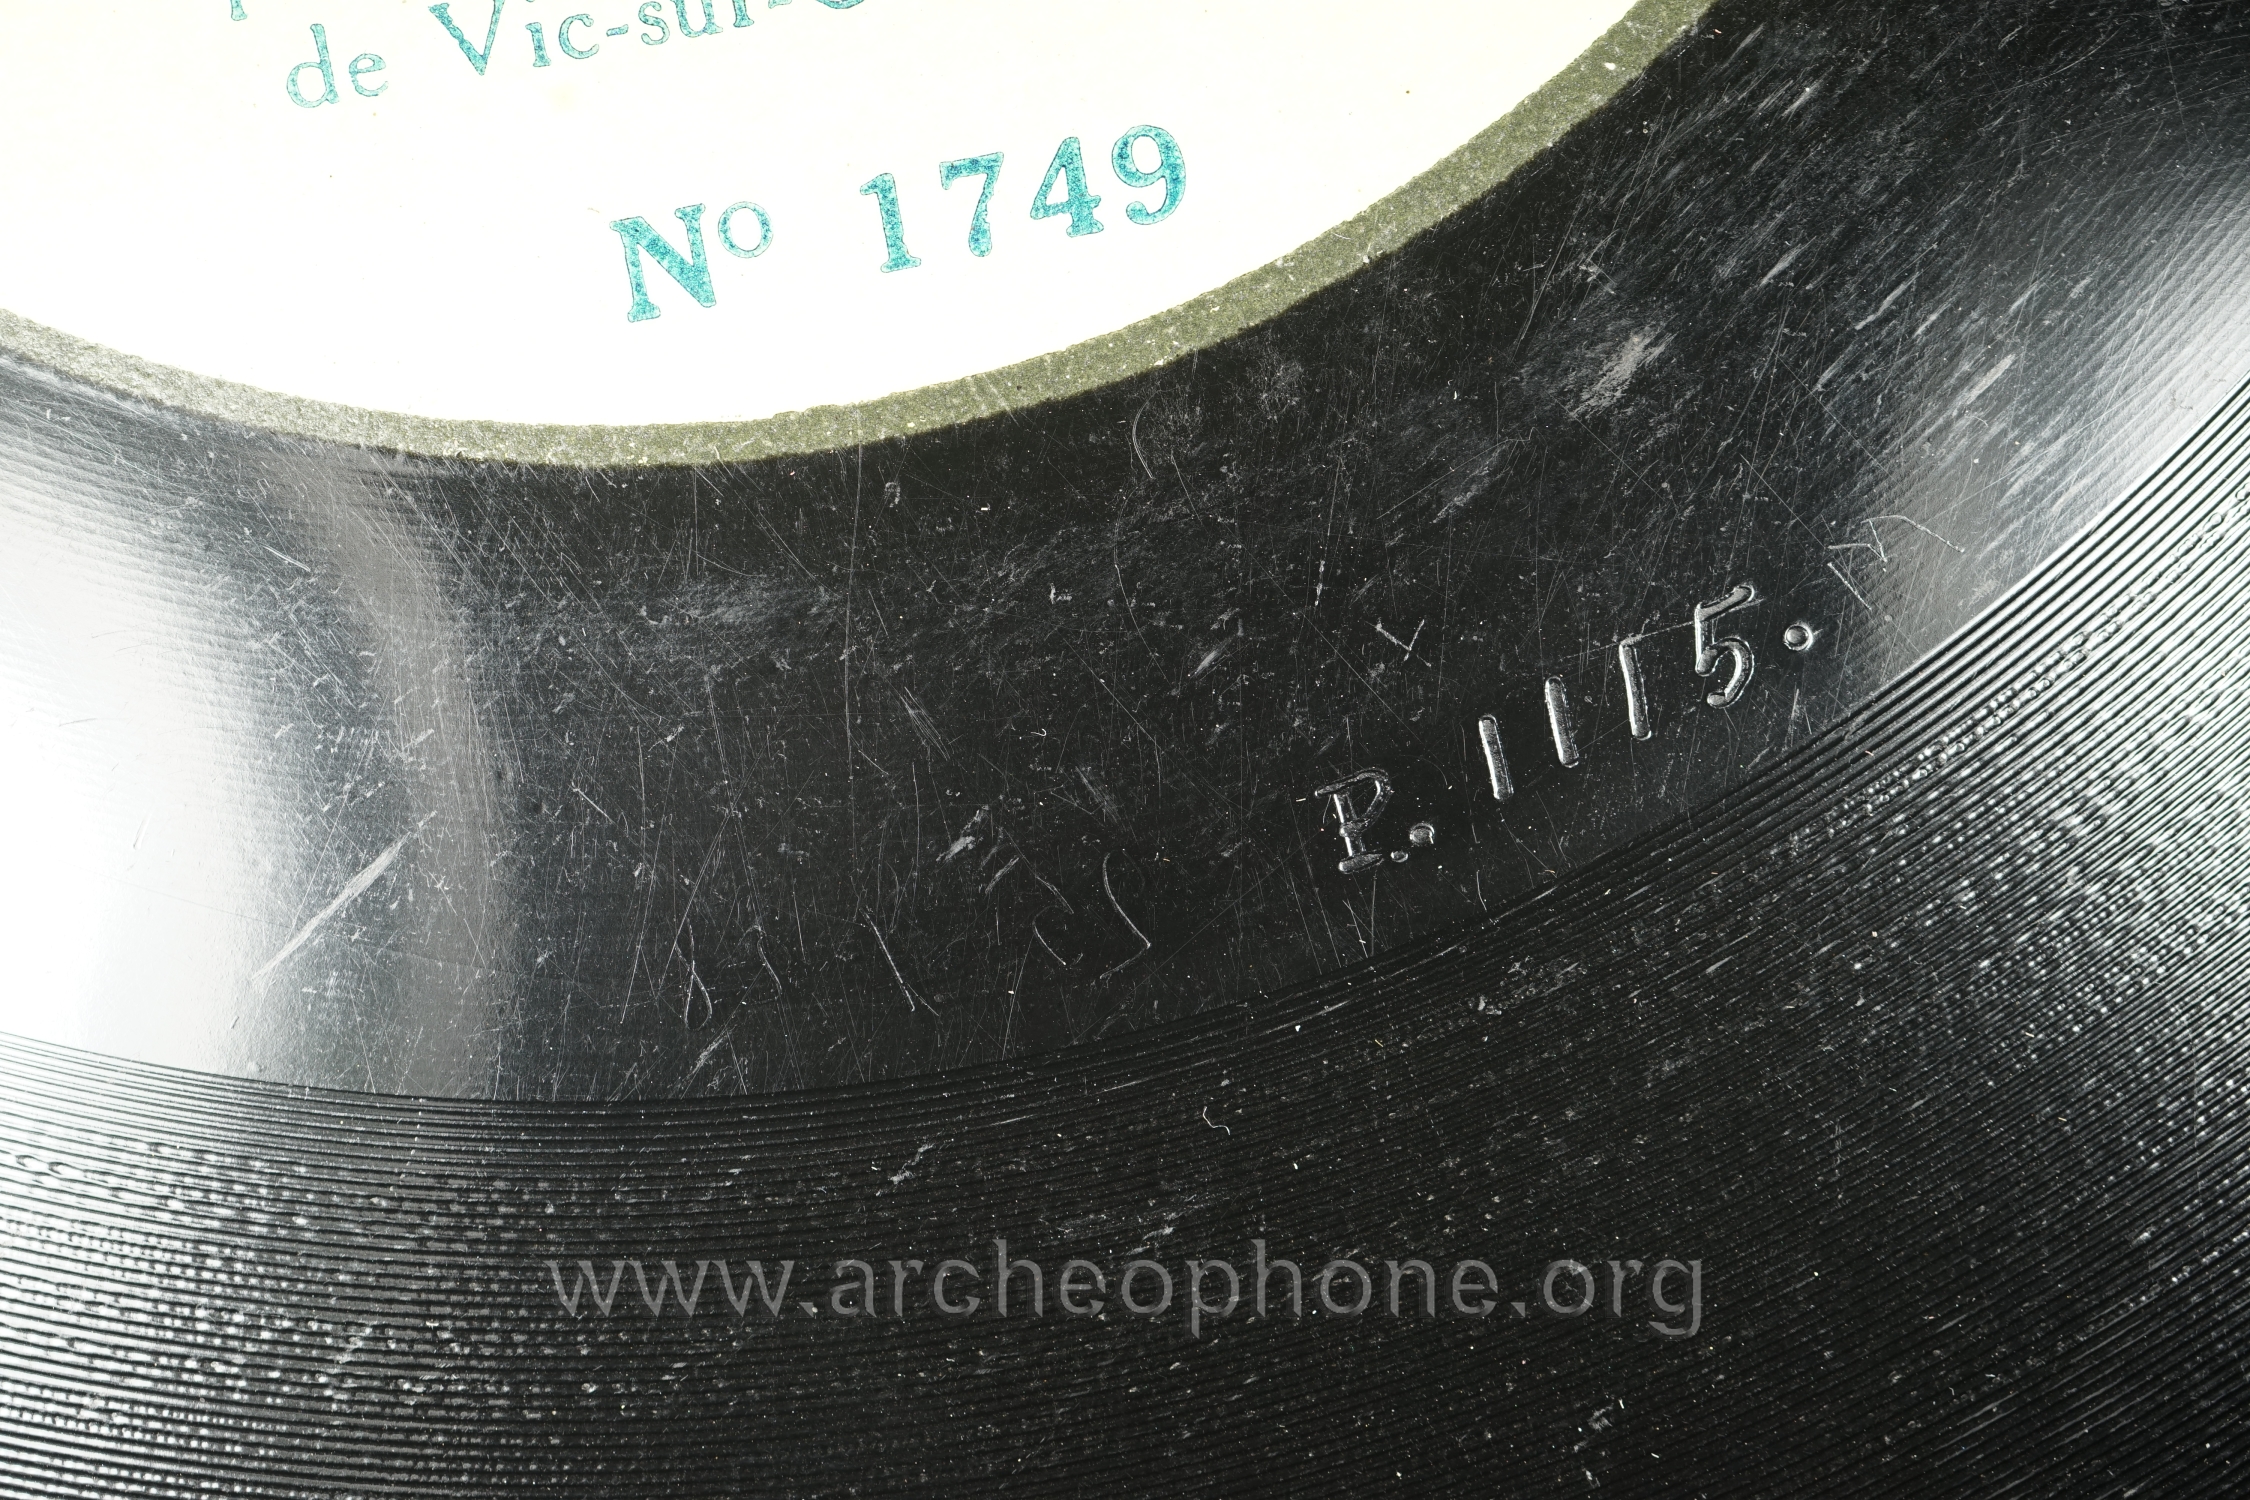 de Vic-sur-
No 1749
P. 1115.
www.archeophone.org